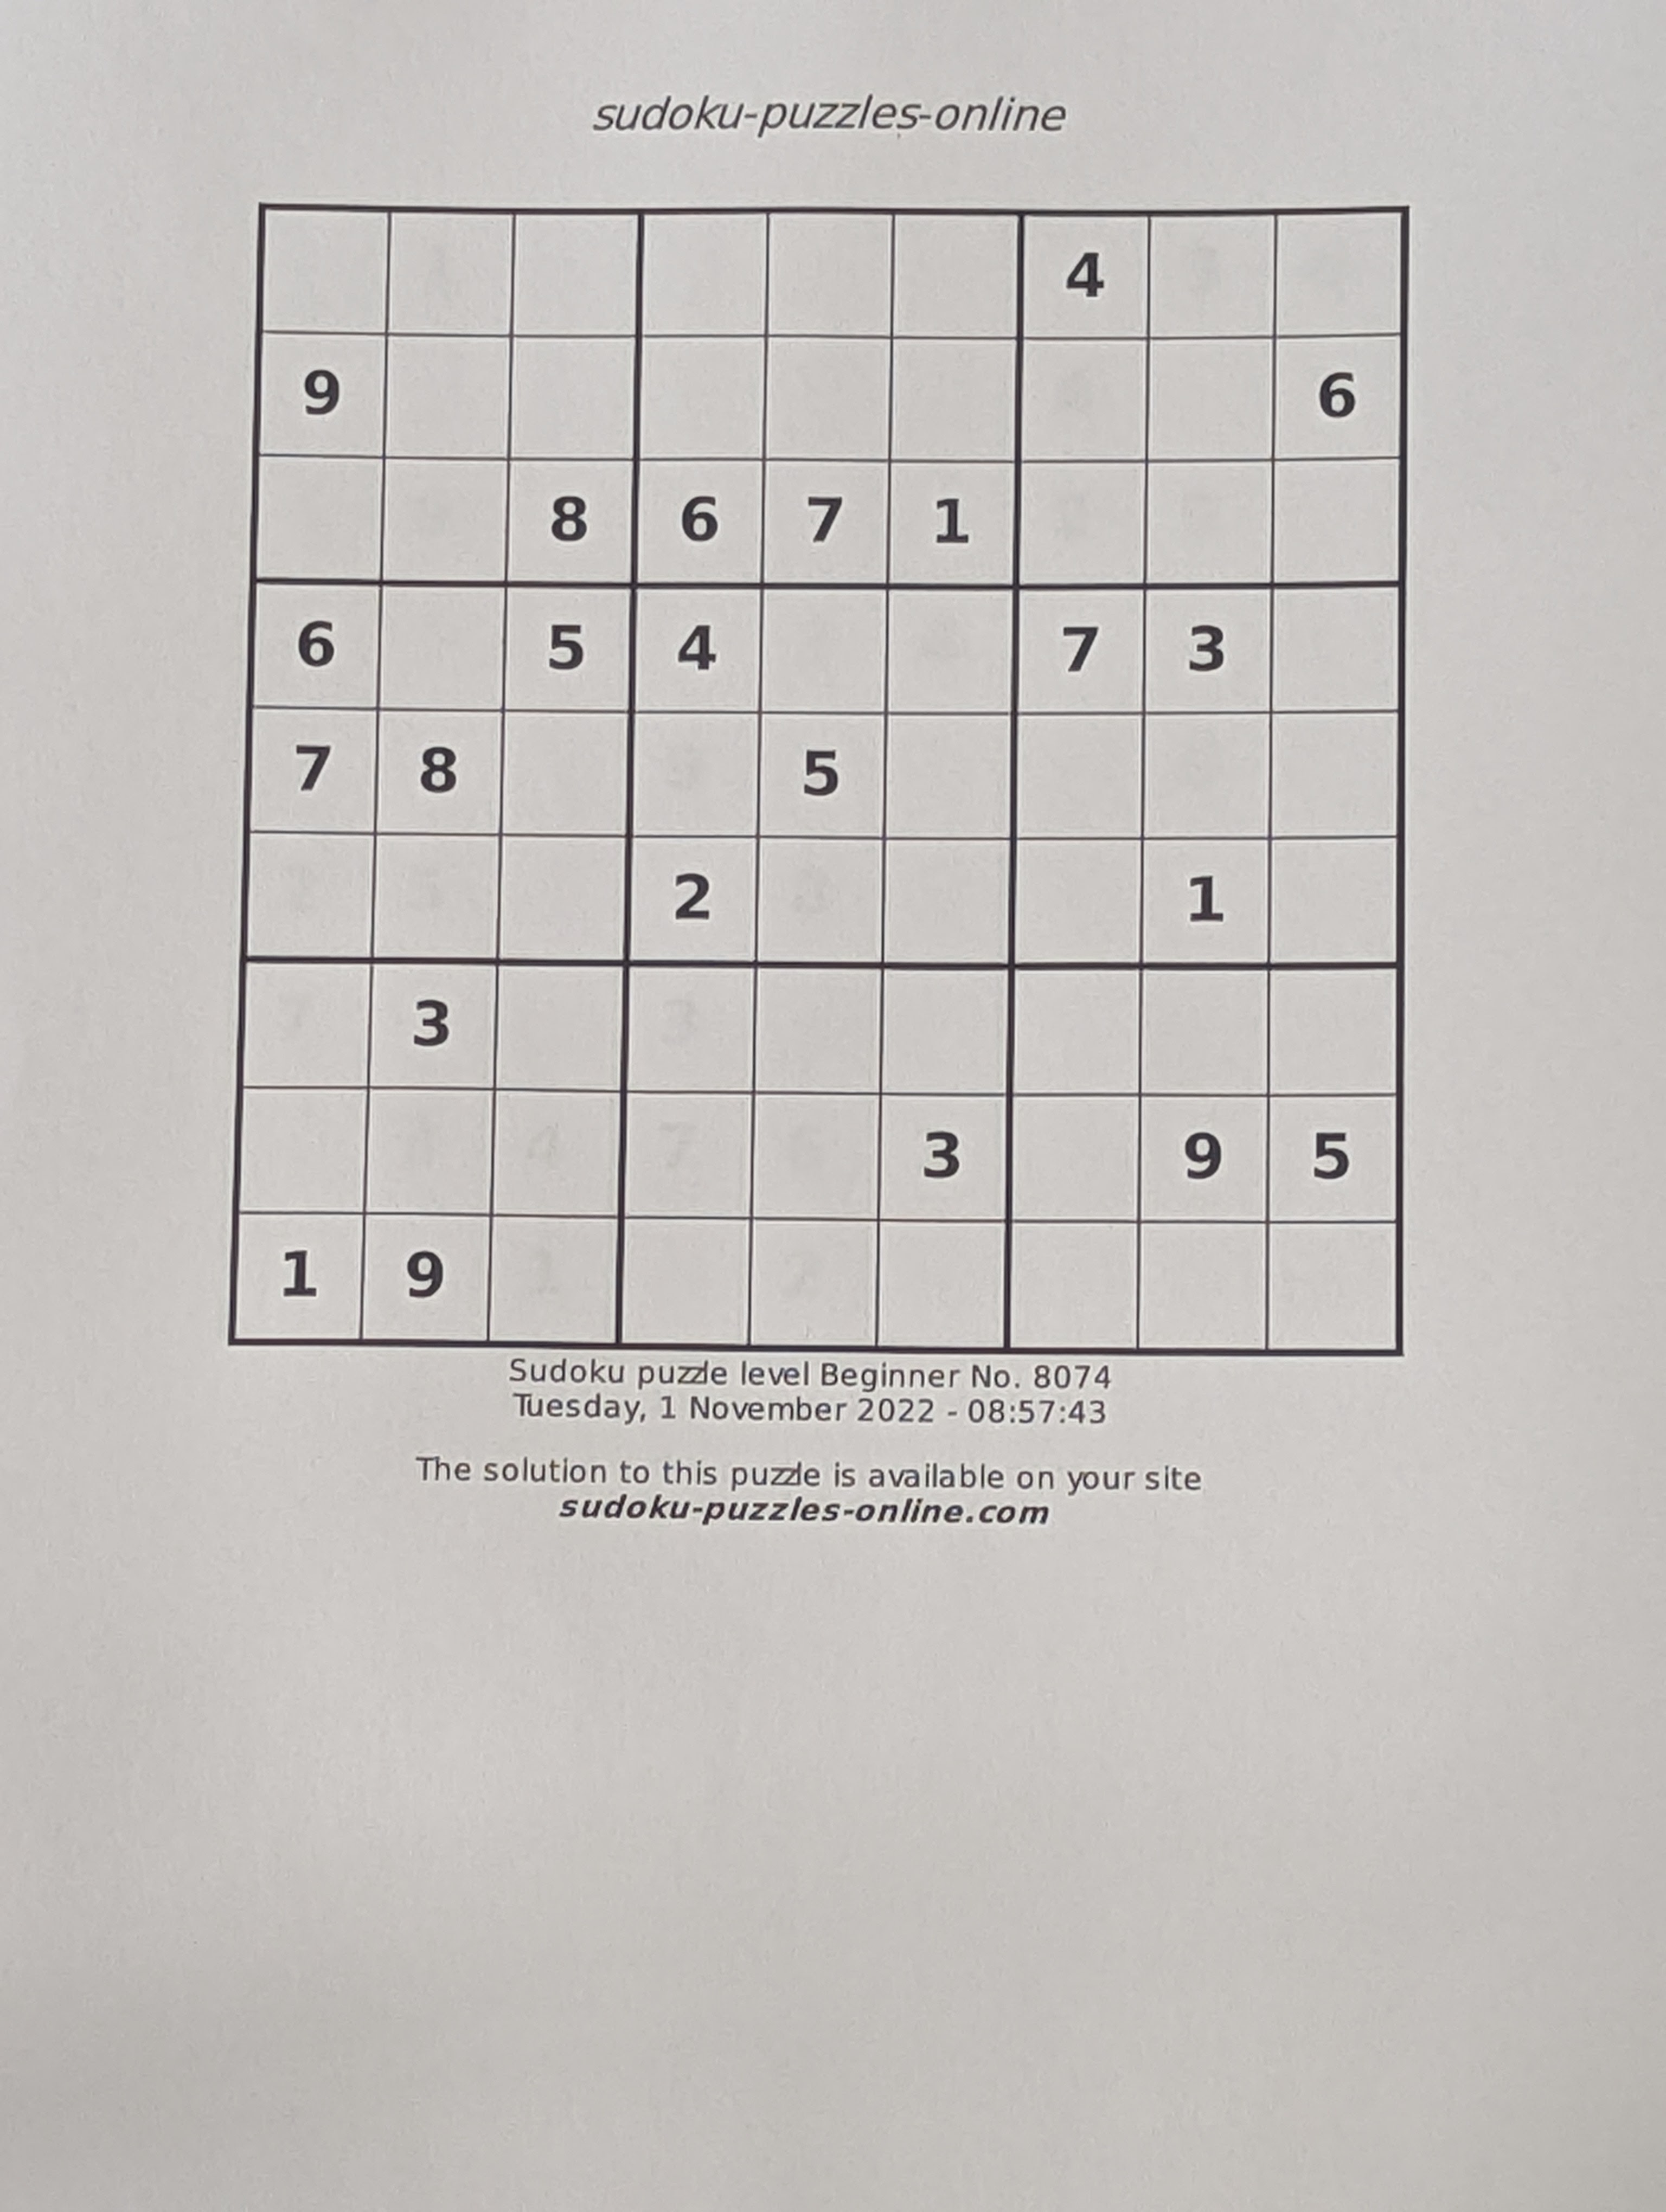 sudoku-puzzles-online
4
9 6
8 6 7 1
6 5 4 7 3
7 8 5
2 1
3
3 9 5
1 9
Sudoku puzzle level Beginner No. 8074
Tuesday, 1 November 2022 - 08:57:43
The solution to this puzzle is available on your site
sudoku-puzzles-online.com